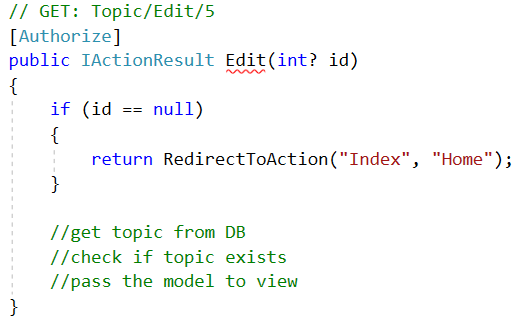 // GET: Topic/Edit/5
[Authorize]
public IActionResult Edit(int? id)
{
    if (id == null)
    {
        return RedirectToAction("Index", "Home");
    }

    //get topic from DB
    //check if topic exists
    //pass the model to view
}